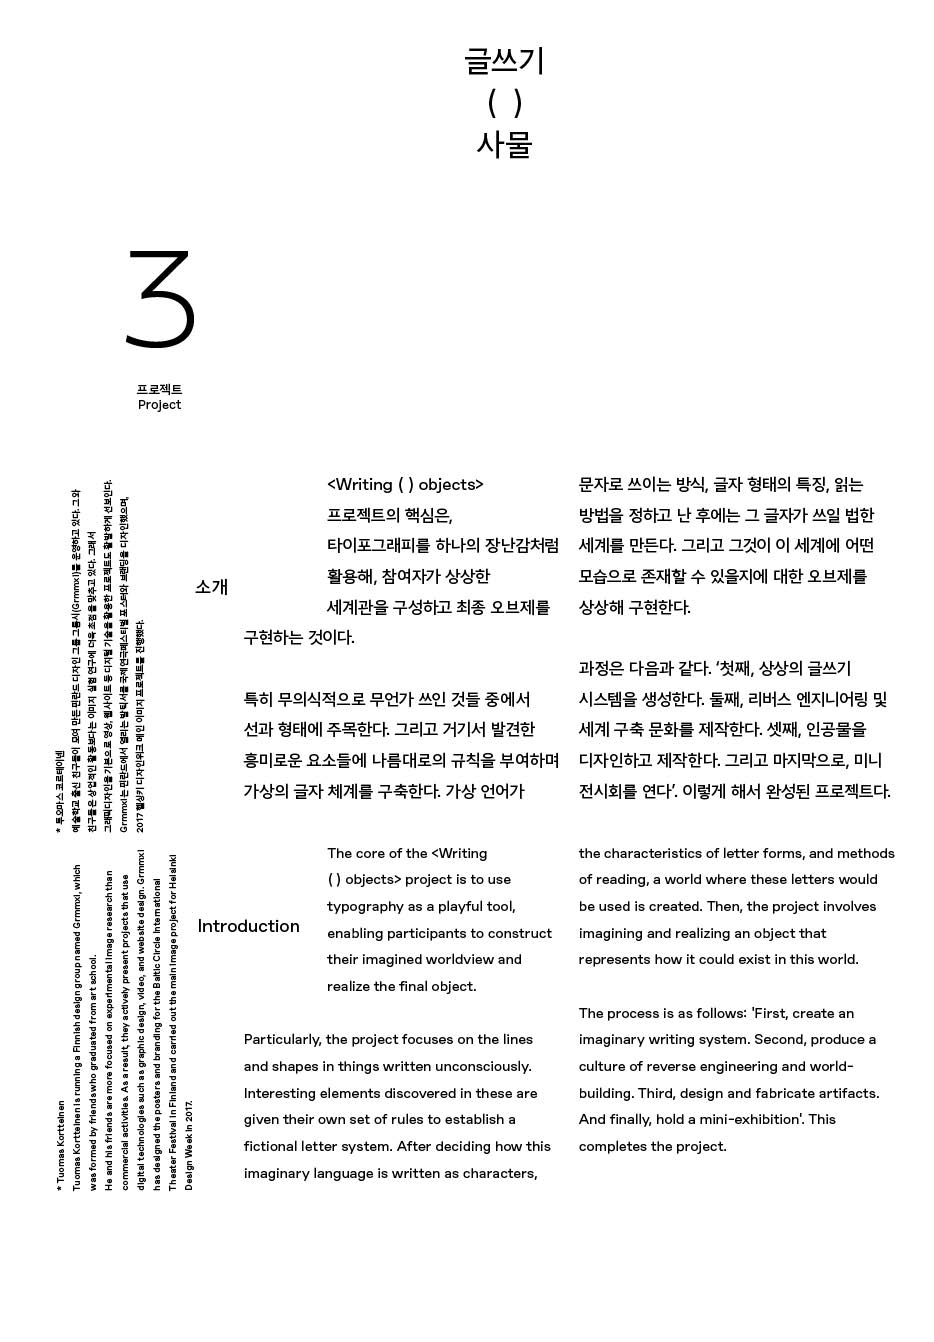 글쓰기
( )
사물
3
프로젝트
Project
* 투오마스 코르테이넨
예술학교 출신 친구들이 모여 만든 핀란드 디자인 그룹 그룸시(Grmmxi)를 운영하고 있다. 그와
친구들은 상업적인 활동보다는 이미지 실험 연구에 더욱 초점을 맞추고 있다. 그래서
그래픽디자인을 기본으로 영상, 웹사이트 등 디지털 기술을 활용한 프로젝트도 활발하게 선보인다.
Grmmxi는 핀란드에서 열리는 발틱서클 국제연극페스티벌 포스터와 브랜딩을 디자인했으며,
2017 헬싱키 디자인위크 메인 이미지 프로젝트를 진행했다.
소개
<Writing ( ) objects>
프로젝트의 핵심은,
타이포그래피를 하나의 장난감처럼
활용해, 참여자가 상상한
세계관을 구성하고 최종 오브제를
구현하는 것이다.
특히 무의식적으로 무언가 쓰인 것들 중에서
선과 형태에 주목한다. 그리고 거기서 발견한
흥미로운 요소들에 나름대로의 규칙을 부여하며
가상의 글자 체계를 구축한다. 가상 언어가
문자로 쓰이는 방식, 글자 형태의 특징, 읽는
방법을 정하고 난 후에는 그 글자가 쓰일 법한
세계를 만든다. 그리고 그것이 이 세계에 어떤
모습으로 존재할 수 있을지에 대한 오브제를
상상해 구현한다.
과정은 다음과 같다. ‘첫째, 상상의 글쓰기
시스템을 생성한다. 둘째, 리버스 엔지니어링 및
세계 구축 문화를 제작한다. 셋째, 인공물을
디자인하고 제작한다. 그리고 마지막으로, 미니
전시회를 연다’. 이렇게 해서 완성된 프로젝트다.
* Tuomas Kortteinen
Tuomas Kortteinen is running a Finnish design group named Grmmxi, which
was formed by friends who graduated from art school.
He and his friends are more focused on experimental image research than
commercial activities. As a result, they actively present projects that use
digital technologies such as graphic design, video, and website design. Grmmxi
has designed the posters and branding for the Baltic Circle International
Theater Festival in Finland and carried out the main image project for Helsinki
Design Week in 2017.
Introduction
The core of the <Writing
( ) objects> project is to use
typography as a playful tool,
enabling participants to construct
their imagined worldview and
realize the final object.
Particularly, the project focuses on the lines
and shapes in things written unconsciously.
Interesting elements discovered in these are
given their own set of rules to establish a
fictional letter system. After deciding how this
imaginary language is written as characters,
the characteristics of letter forms, and methods
of reading, a world where these letters would
be used is created. Then, the project involves
imagining and realizing an object that
represents how it could exist in this world.
The process is as follows: 'First, create an
imaginary writing system. Second, produce a
culture of reverse engineering and world-
building. Third, design and fabricate artifacts.
And finally, hold a mini-exhibition'. This
completes the project.